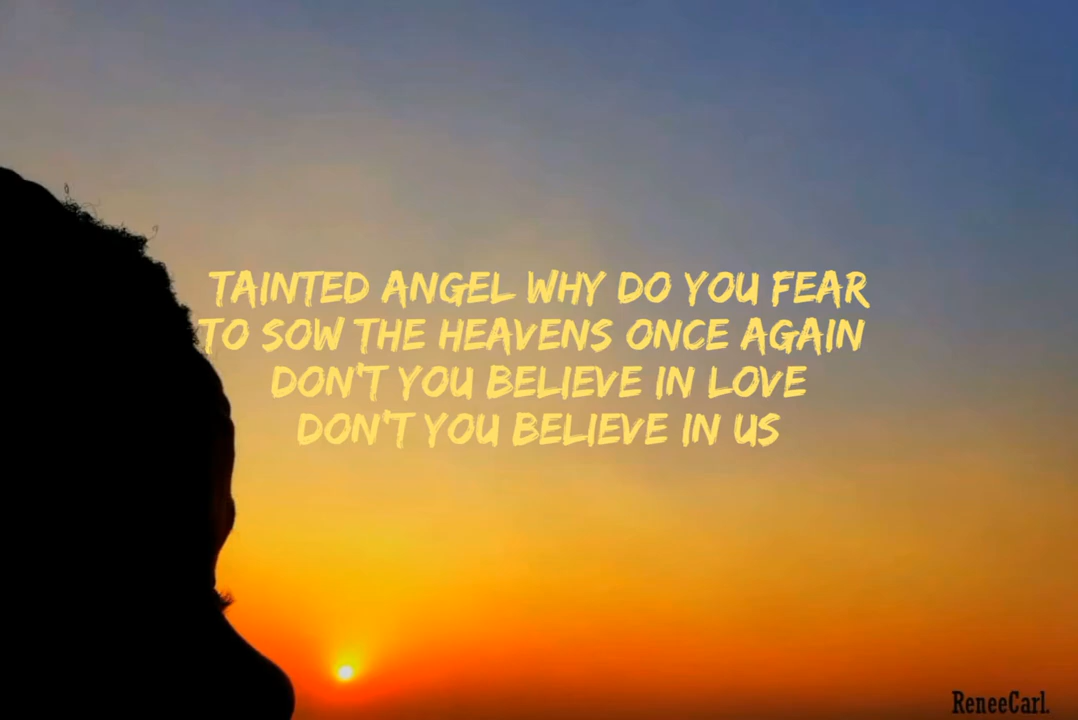 TAINTED ANGEL WHY DO YOU FEAR
TO SOW THE HEAVENS ONCE AGAIN
DON'T YOU BELIEVE IN LOVE
DON'T YOU BELIEVE IN US
ReneeCarl.